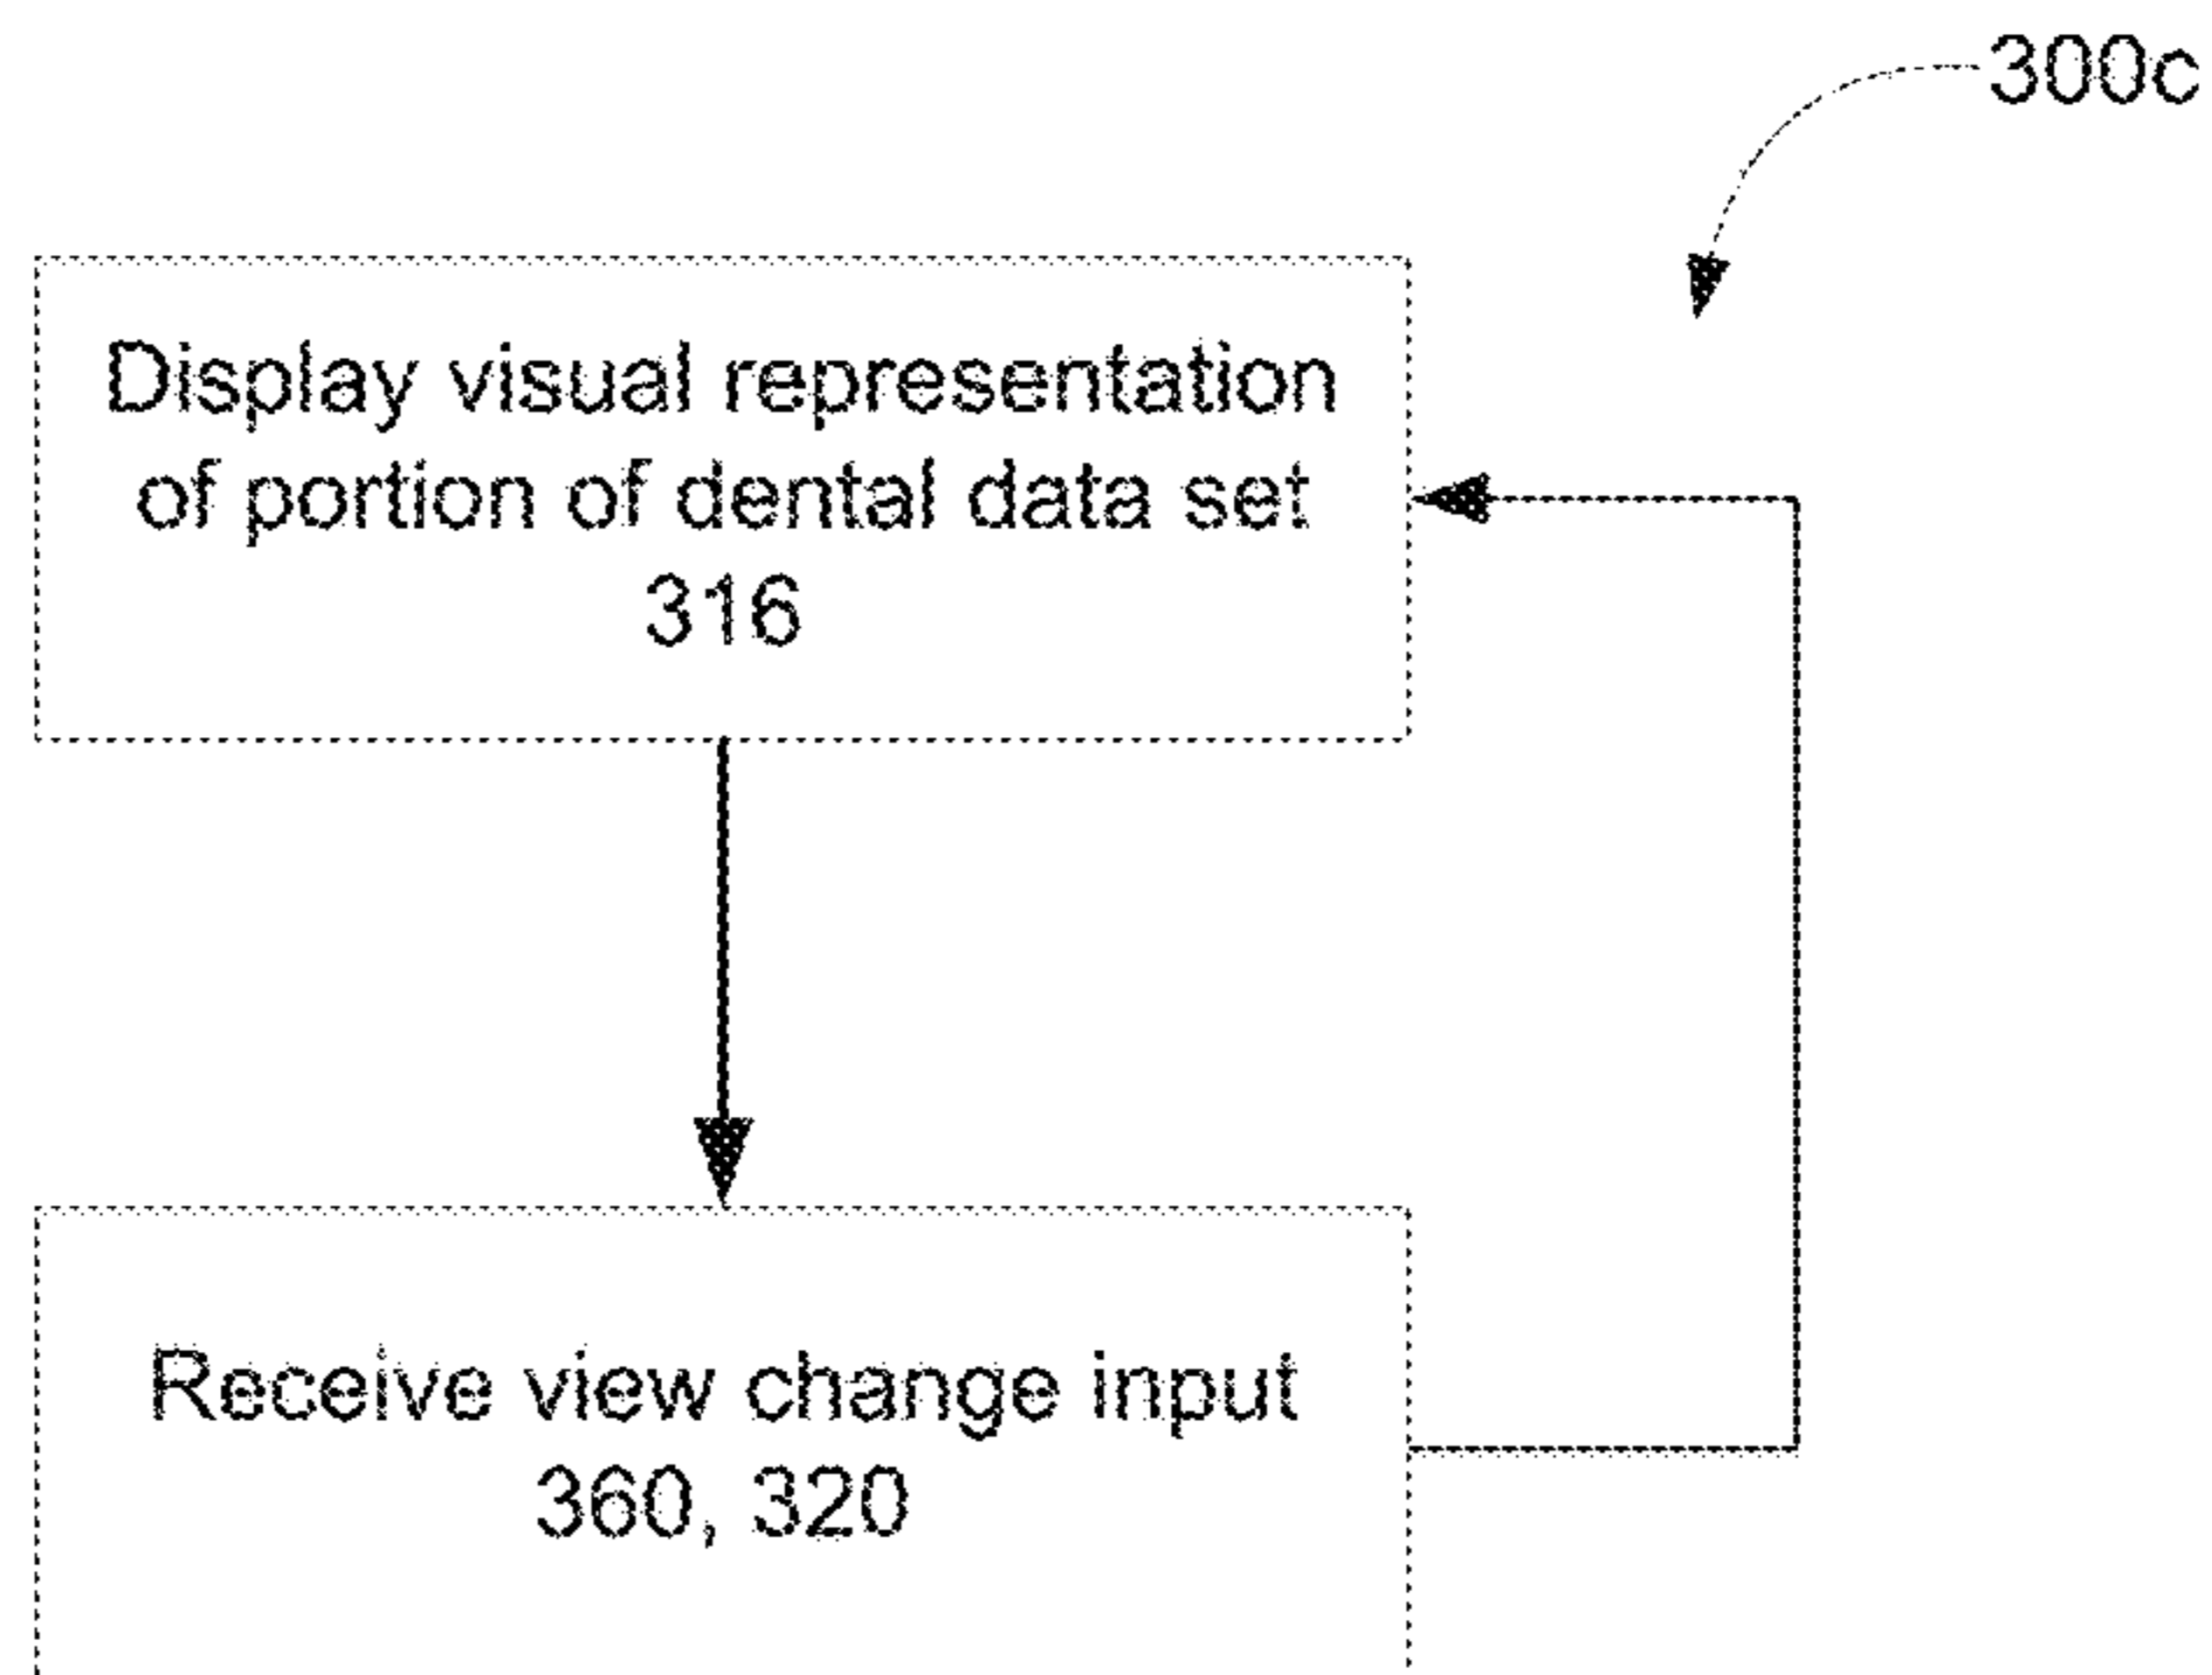 300c
Display visual representation
of portion of dental data set
316
Receive view change input
360, 320